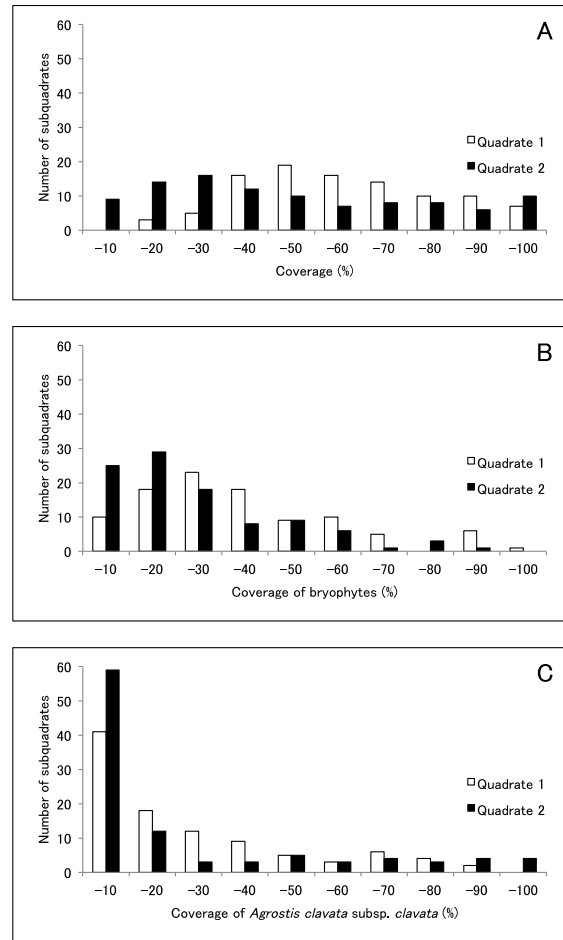 A
60
50
40
30
20
10
0
Number of subquadrates
Quadrate 1
Quadrate 2
−10 −20 −30 −40 −50 −60 −70 −80 −90 −100
Coverage (%)
B
60
50
40
30
20
10
0
Number of subquadrates
Quadrate 1
Quadrate 2
−10 −20 −30 −40 −50 −60 −70 −80 −90 −100
Coverage of bryophytes (%)
C
60
50
40
30
20
10
0
Number of subquadrates
Quadrate 1
Quadrate 2
−10 −20 −30 −40 −50 −60 −70 −80 −90 −100
Coverage of Agrostis clavata subsp. clavata (%)